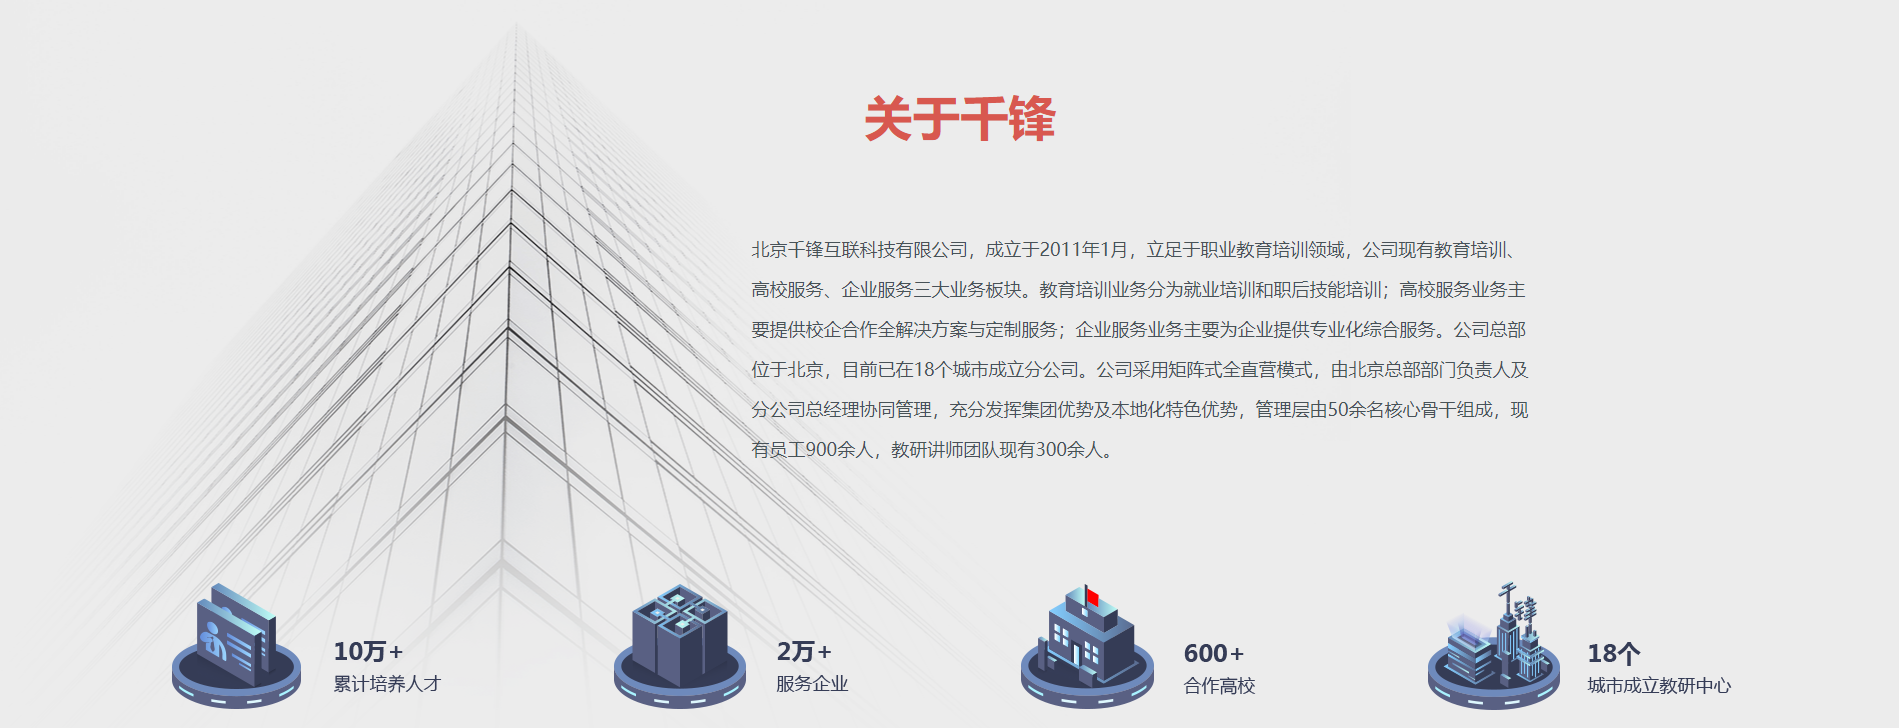 关于千锋
北京千锋互联科技有限公司，成立于2011年1月，立足于职业教育培训领域，公司现有教育培训、
高校服务、企业服务三大业务板块。教育培训业务分为就业培训和职后技能培训；高校服务业务主
要提供校企合作全解决方案与定制服务；企业服务业务主要为企业提供专业化综合服务。公司总部
位于北京，目前已在18个城市成立分公司。公司采用矩阵式全直营模式，由北京总部部门负责人及
分公司总经理协同管理，充分发挥集团优势及本地化特色优势，管理层由50余名核心骨干组成，现
有员工900余人，教研讲师团队现有300余人。
10万+
累计培养人才
2万+
服务企业
600+
合作高校
千锋
18个
城市成立教研中心